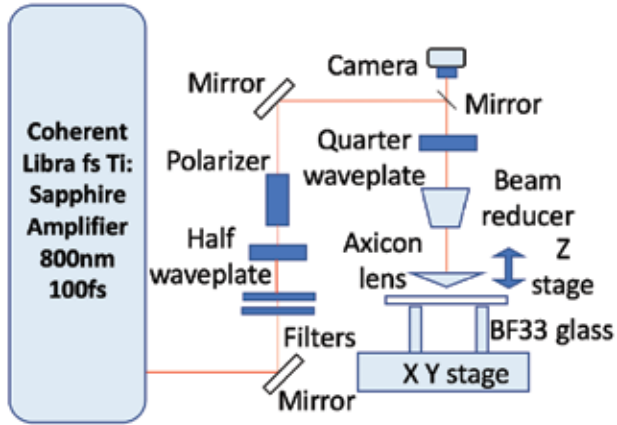 Coherent
Libra fs Ti:
Sapphire
Amplifier
800nm
100fs
Mirror
Polarizer
Half
waveplate
Filters
Mirror
Camera
Mirror
Quarter
waveplate
Beam
reducer
Axicon
lens
Z
stage
BF33 glass
X Y stage